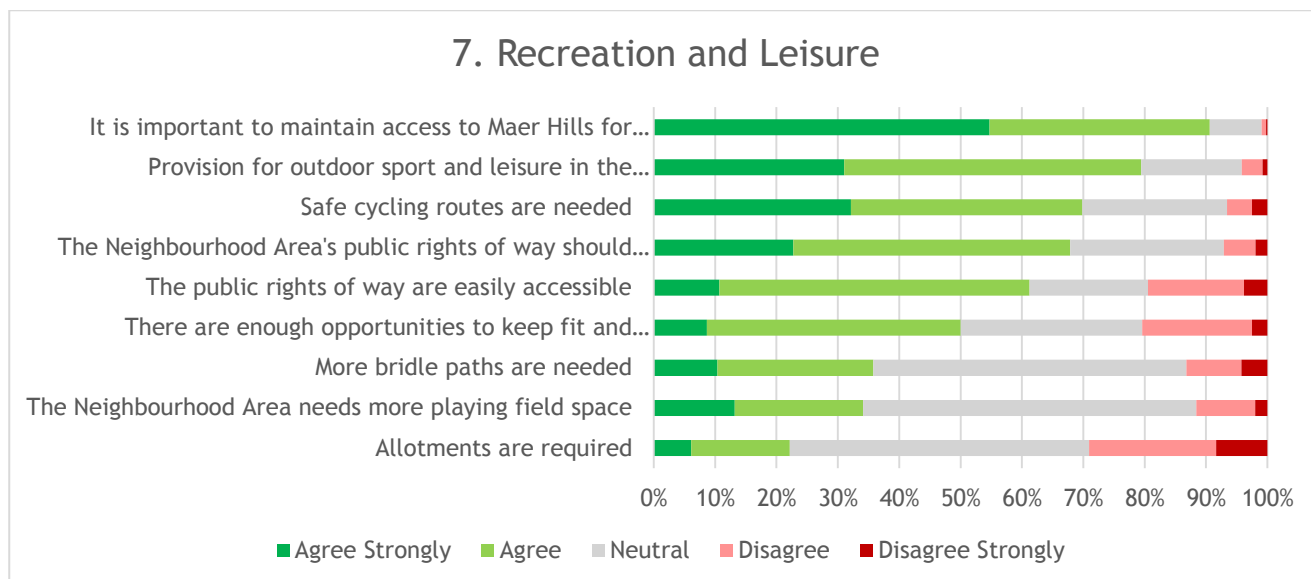 7. Recreation and Leisure
It is important to maintain access to Maer Hills for…
Provision for outdoor sport and leisure in the…
Safe cycling routes are needed
The Neighbourhood Area's public rights of way should…
The public rights of way are easily accessible
There are enough opportunities to keep fit and…
More bridle paths are needed
The Neighbourhood Area needs more playing field space
Allotments are required
0% 10% 20% 30% 40% 50% 60% 70% 80% 90% 100%
Agree Strongly Agree Neutral Disagree Disagree Strongly